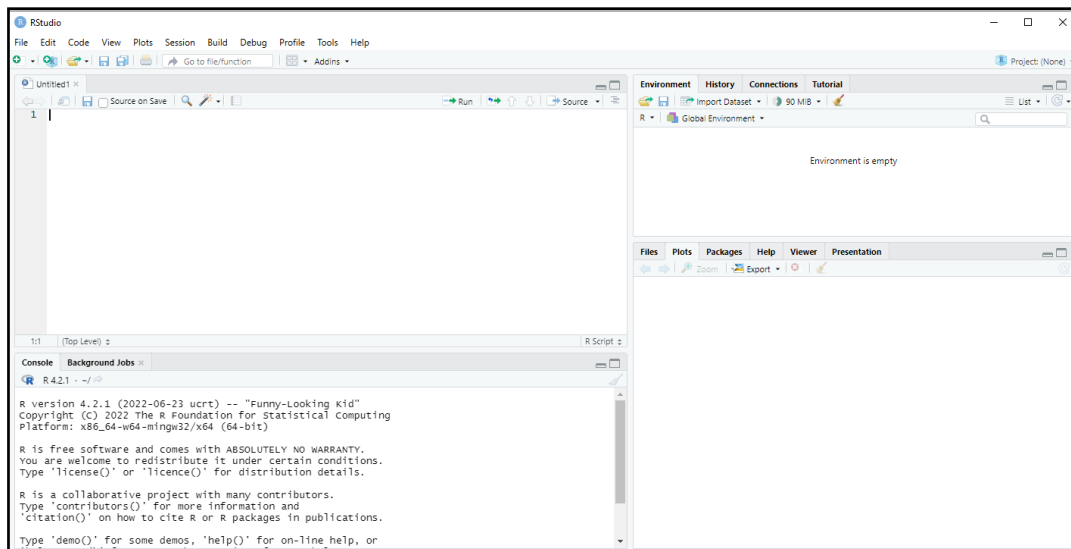 RStudio
File Edit Code View Plots Session Build Debug Profile Tools Help
Go to file/function Addins Project: (None)
Untitled1
Source on Save Run Source
1
1:1 (Top Level) R Script
Console Background Jobs
R 4.2.1 · ~/
R version 4.2.1 (2022-06-23 ucrt) -- "Funny-Looking Kid"
Copyright (C) 2022 The R Foundation for Statistical Computing
Platform: x86_64-w64-mingw32/x64 (64-bit)
R is free software and comes with ABSOLUTELY NO WARRANTY.
You are welcome to redistribute it under certain conditions.
Type 'license()' or 'licence()' for distribution details.
R is a collaborative project with many contributors.
Type 'contributors()' for more information and
'citation()' on how to cite R or R packages in publications.
Type 'demo()' for some demos, 'help()' for on-line help, or
Environment History Connections Tutorial
Import Dataset 90 MiB List
R Global Environment
Environment is empty
Files Plots Packages Help Viewer Presentation
Zoom Export